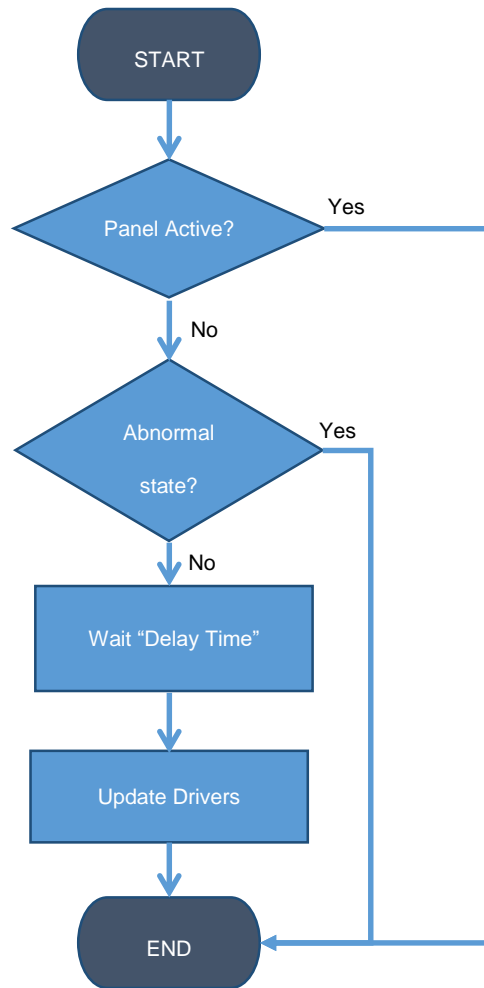 START
Panel Active?
Yes
No
Abnormal
state?
Yes
No
Wait “Delay Time”
Update Drivers
END